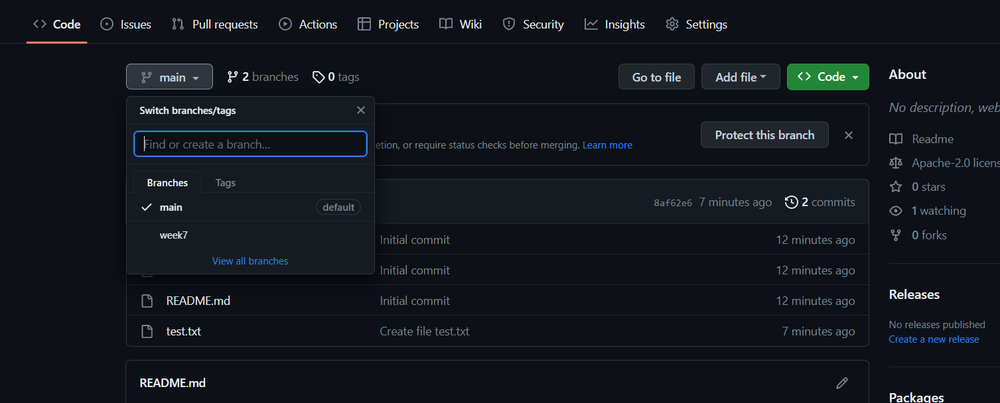 Code Issues Pull requests Actions Projects Wiki Security Insights Settings
main 2 branches 0 tags Go to file Add file Code
Switch branches/tags
Find or create a branch...
Branches Tags
main default
week7
View all branches
etion, or require status checks before merging. Learn more
Protect this branch
8af62e6 7 minutes ago 2 commits
Initial commit 12 minutes ago
Initial commit 12 minutes ago
README.md Initial commit 12 minutes ago
test.txt Create file test.txt 7 minutes ago
README.md
About
No description, web
Readme
Apache-2.0 licens
0 stars
1 watching
0 forks
Releases
No releases published
Create a new release
Packages